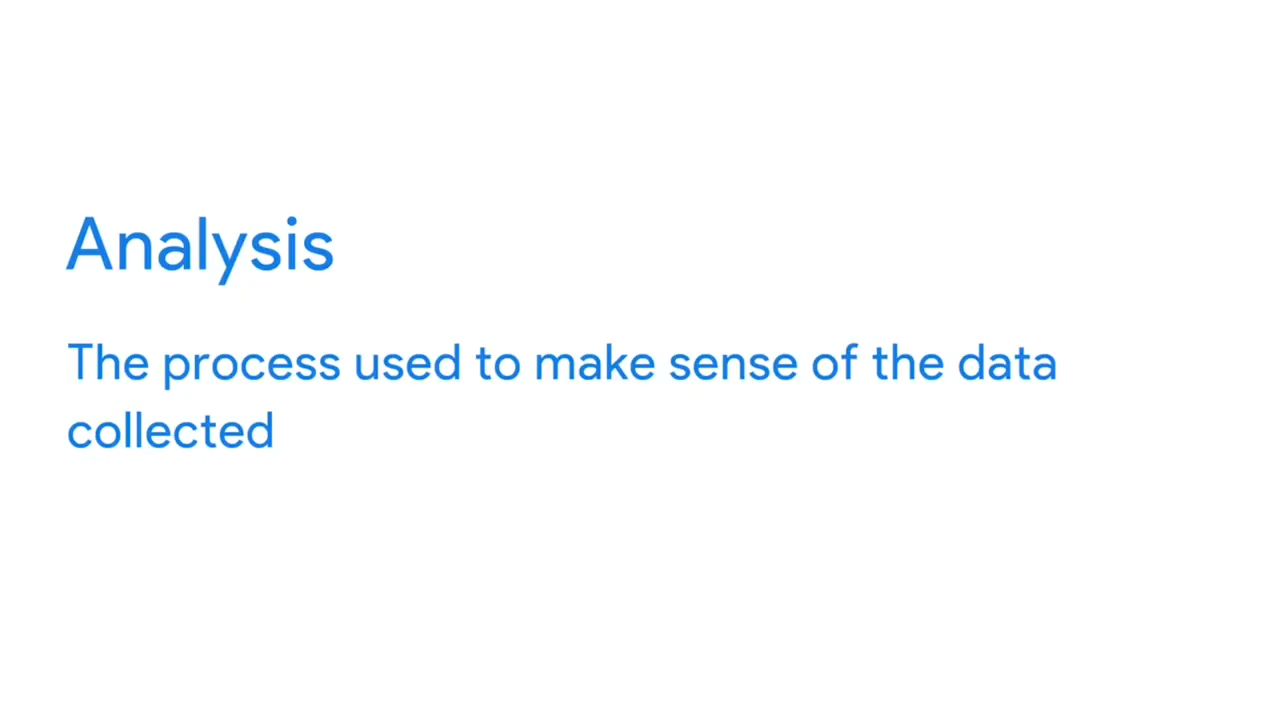 Analysis
The process used to make sense of the data
collected